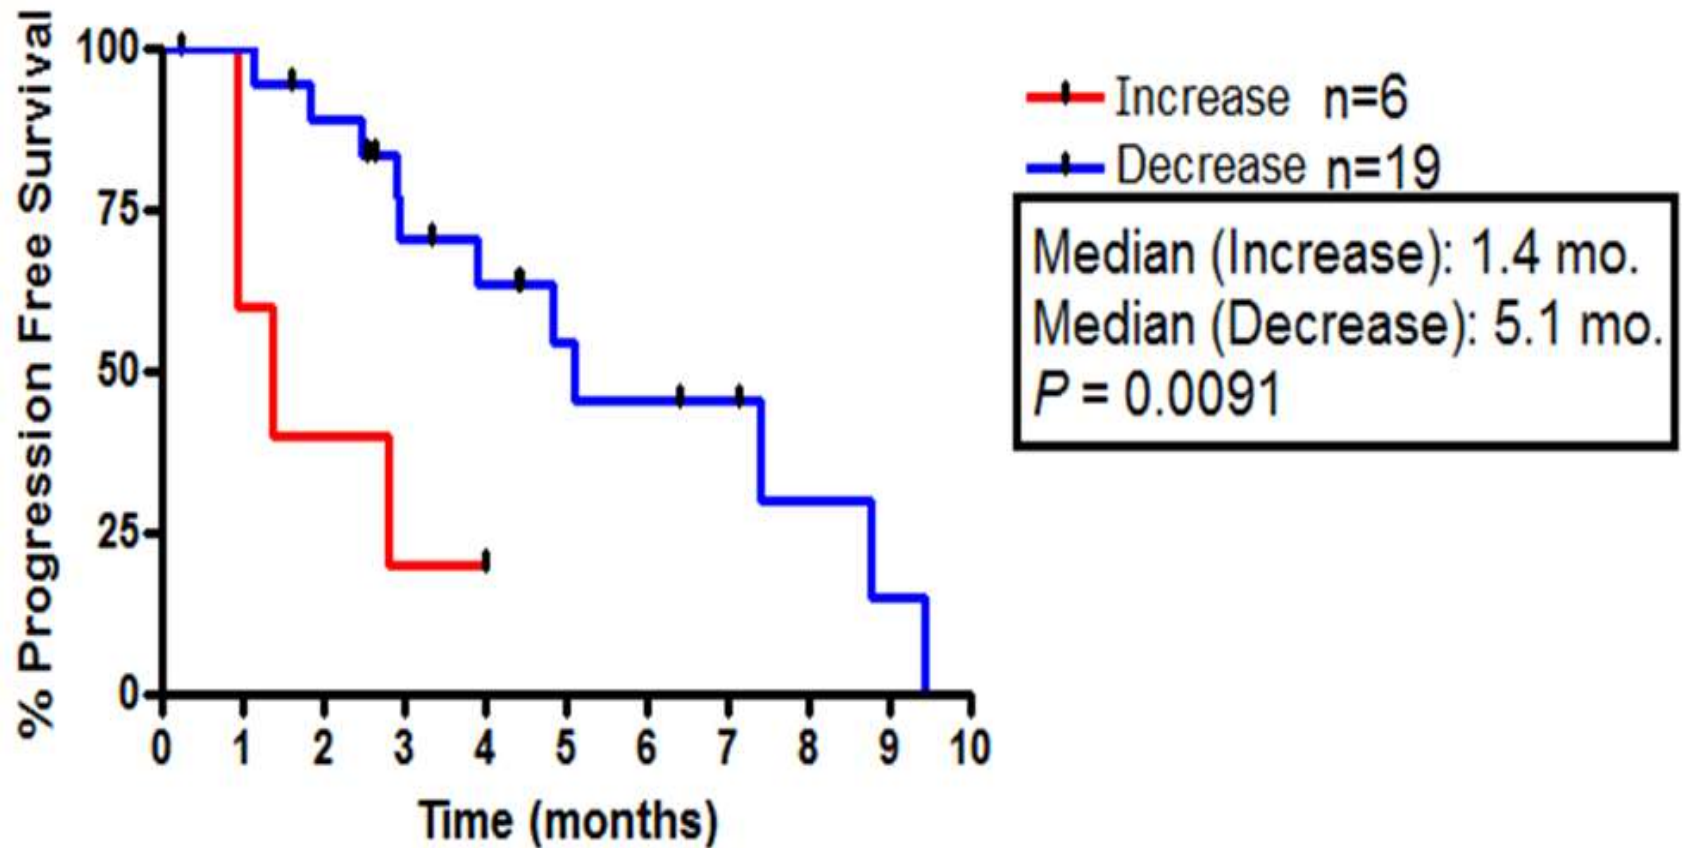 % Progression Free Survival
100
75
50
25
0
0 1 2 3 4 5 6 7 8 9 10
Time (months)
Increase n=6
Decrease n=19
Median (Increase): 1.4 mo.
Median (Decrease): 5.1 mo.
P = 0.0091